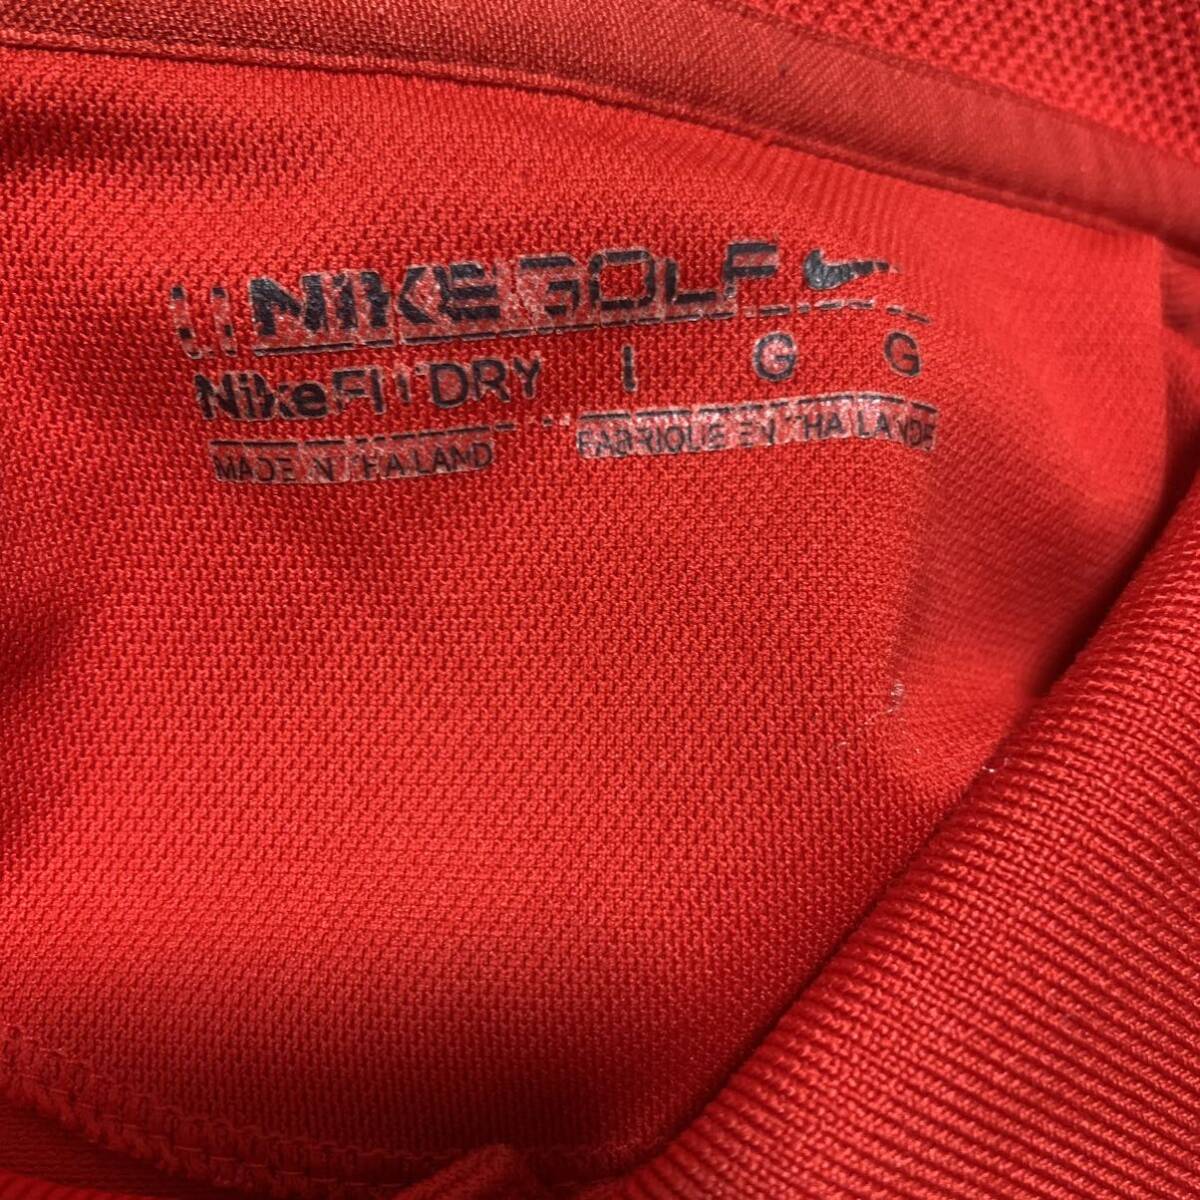 NIKE GOLF
NikeFIT DRY L G G
MADE IN THAILAND FABRIQUE EN THAILANDE